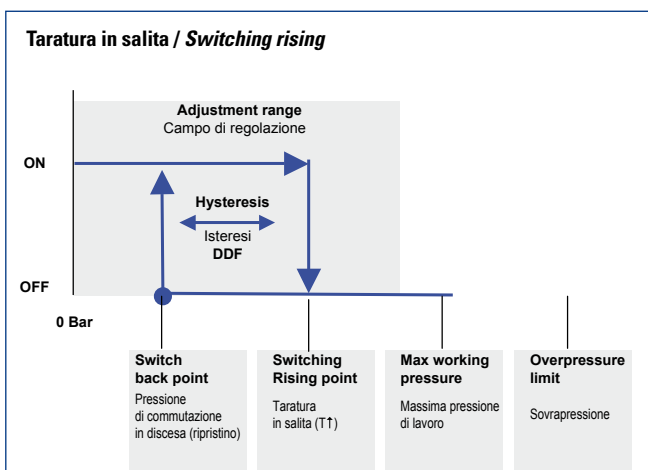 Taratura in salita / Switching rising
Adjustment range
Campo di regolazione
ON
Hysteresis
Isteresi
DDF
OFF
0 Bar
Switch
back point
Pressione
di commutazione
in discesa (ripristino)
Switching
Rising point
Taratura
in salita (T↑)
Max working
pressure
Massima pressione
di lavoro
Overpressure
limit
Sovrapressione